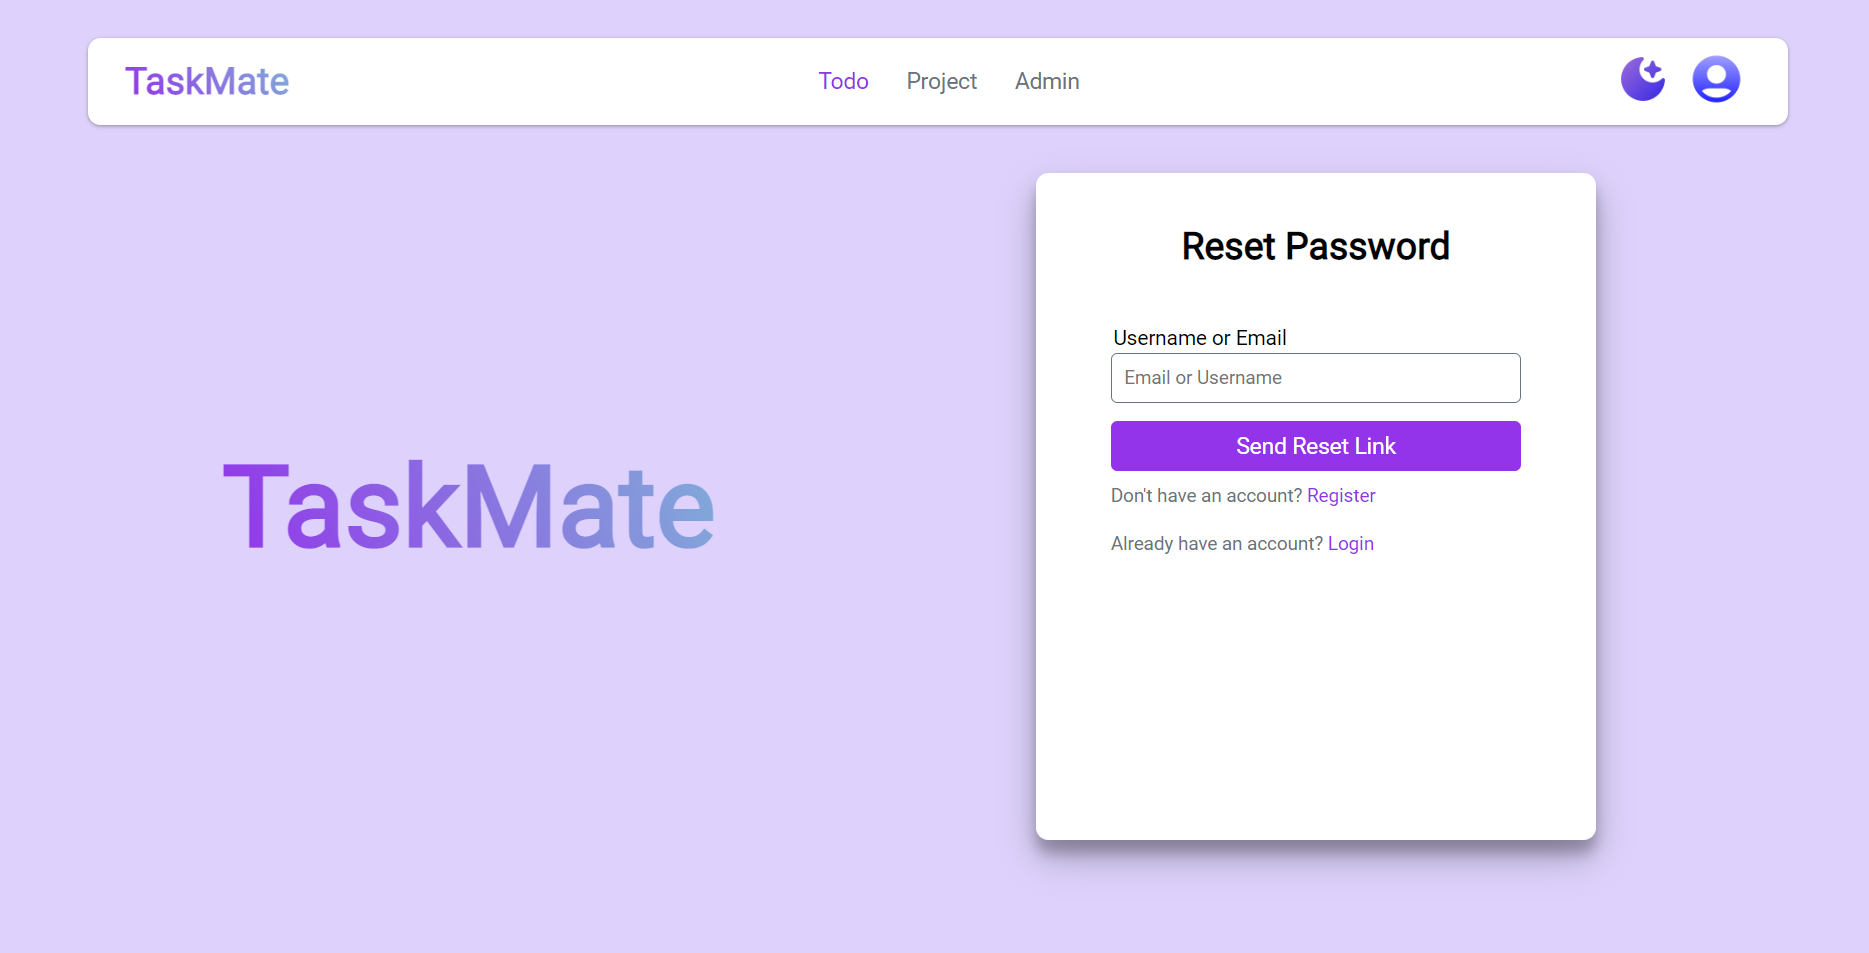 TaskMate
Todo Project Admin
TaskMate
Reset Password
Username or Email
Email or Username
Send Reset Link
Don't have an account? Register
Already have an account? Login